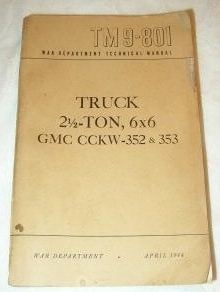 TM 9-801
WAR DEPARTMENT TECHNICAL MANUAL
TRUCK
2½-TON, 6x6
GMC CCKW-352 & 353
WAR DEPARTMENT • APRIL 1944